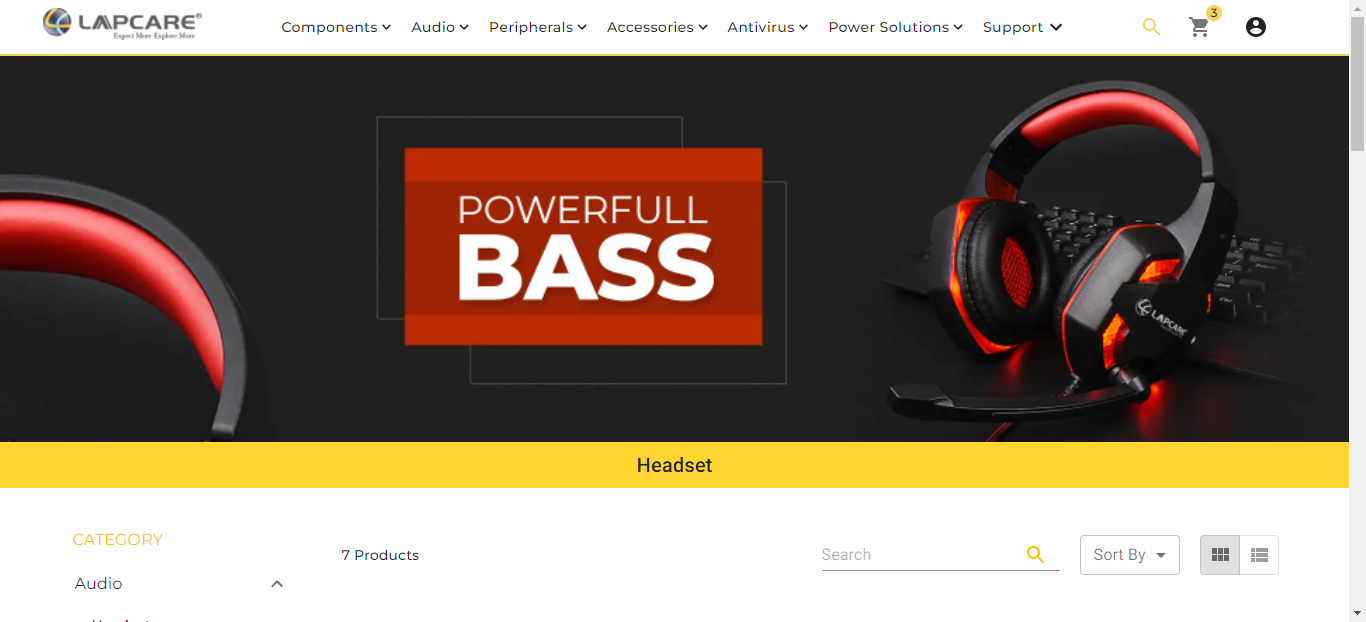 LAPCARE
Expect More Explore More
Components
Audio
Peripherals
Accessories
Antivirus
Power Solutions
Support
3
POWERFULL
BASS
LAPCARE
Headset
CATEGORY
7 Products
Search
Sort By
Audio